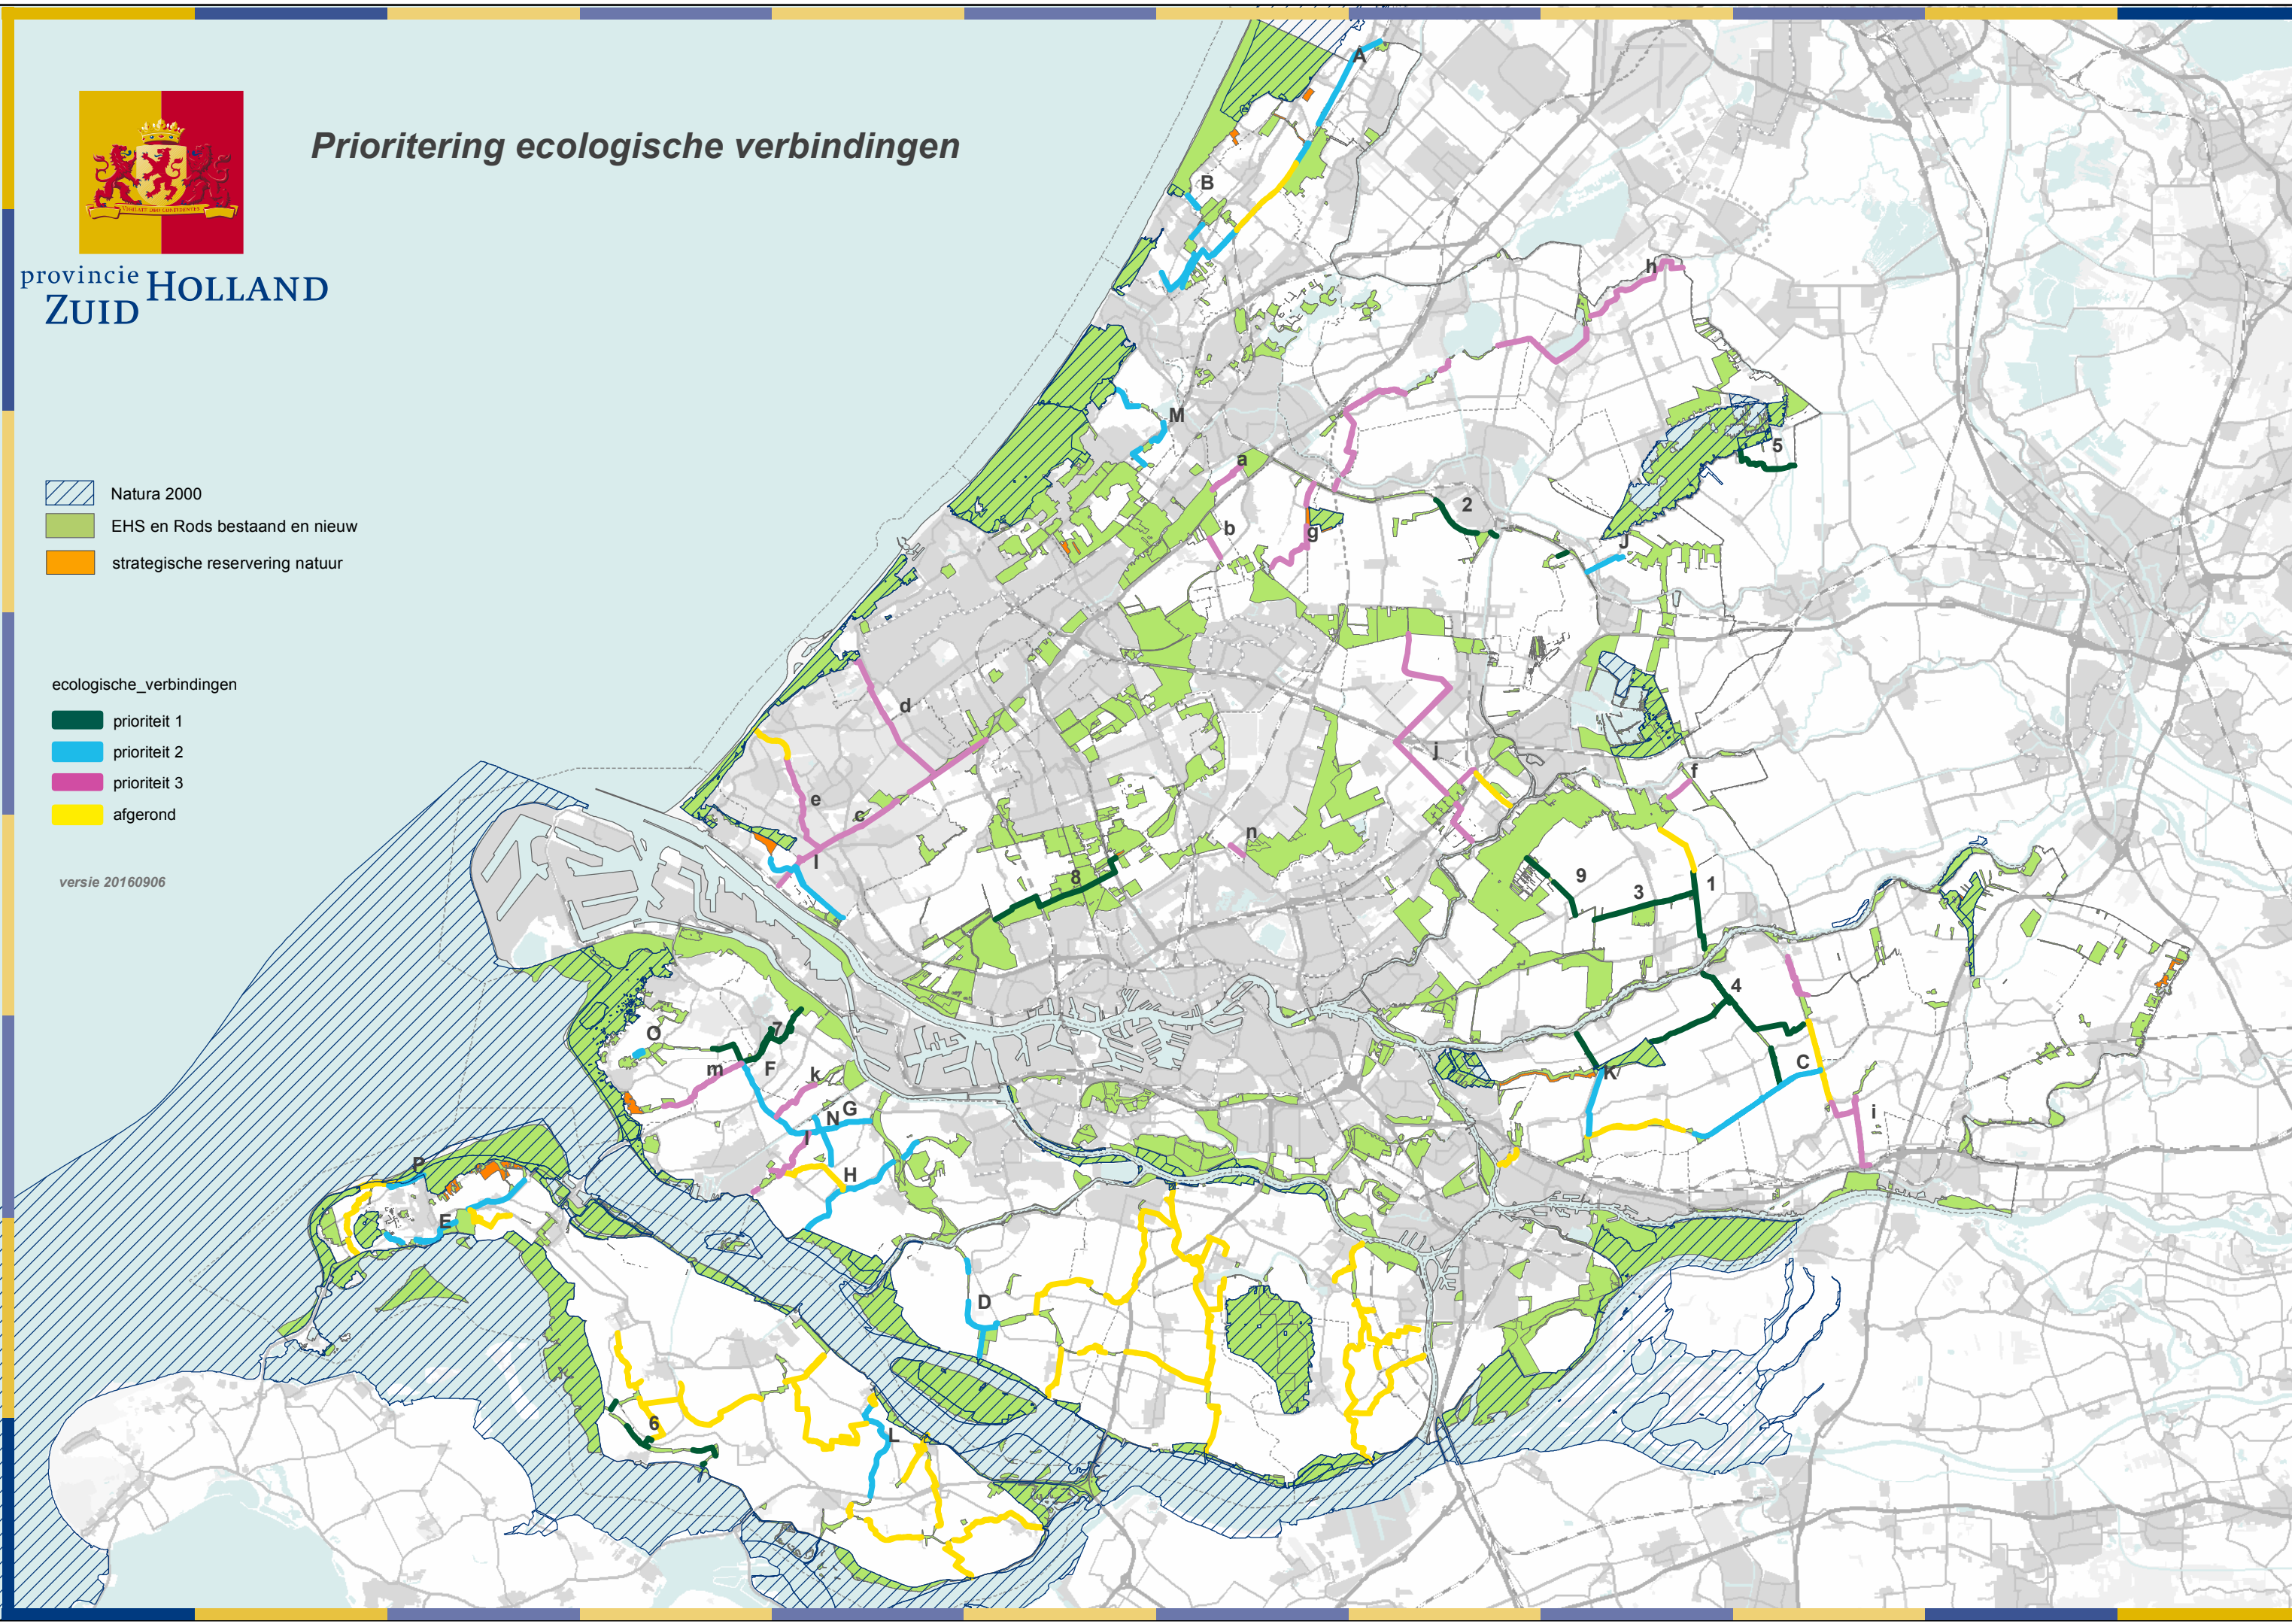 Prioritering ecologische verbindingen
provincie HOLLAND
ZUID
Natura 2000
EHS en Rods bestaand en nieuw
strategische reservering natuur
ecologische_verbindingen
prioriteit 1
prioriteit 2
prioriteit 3
afgerond
versie 20160906
A
B
h
M
a
5
2
b
g
J
d
j
f
e
c
n
l
8
9
3
1
4
O
7
m
F
k
C
K
N
G
i
l
P
H
E
D
6
L